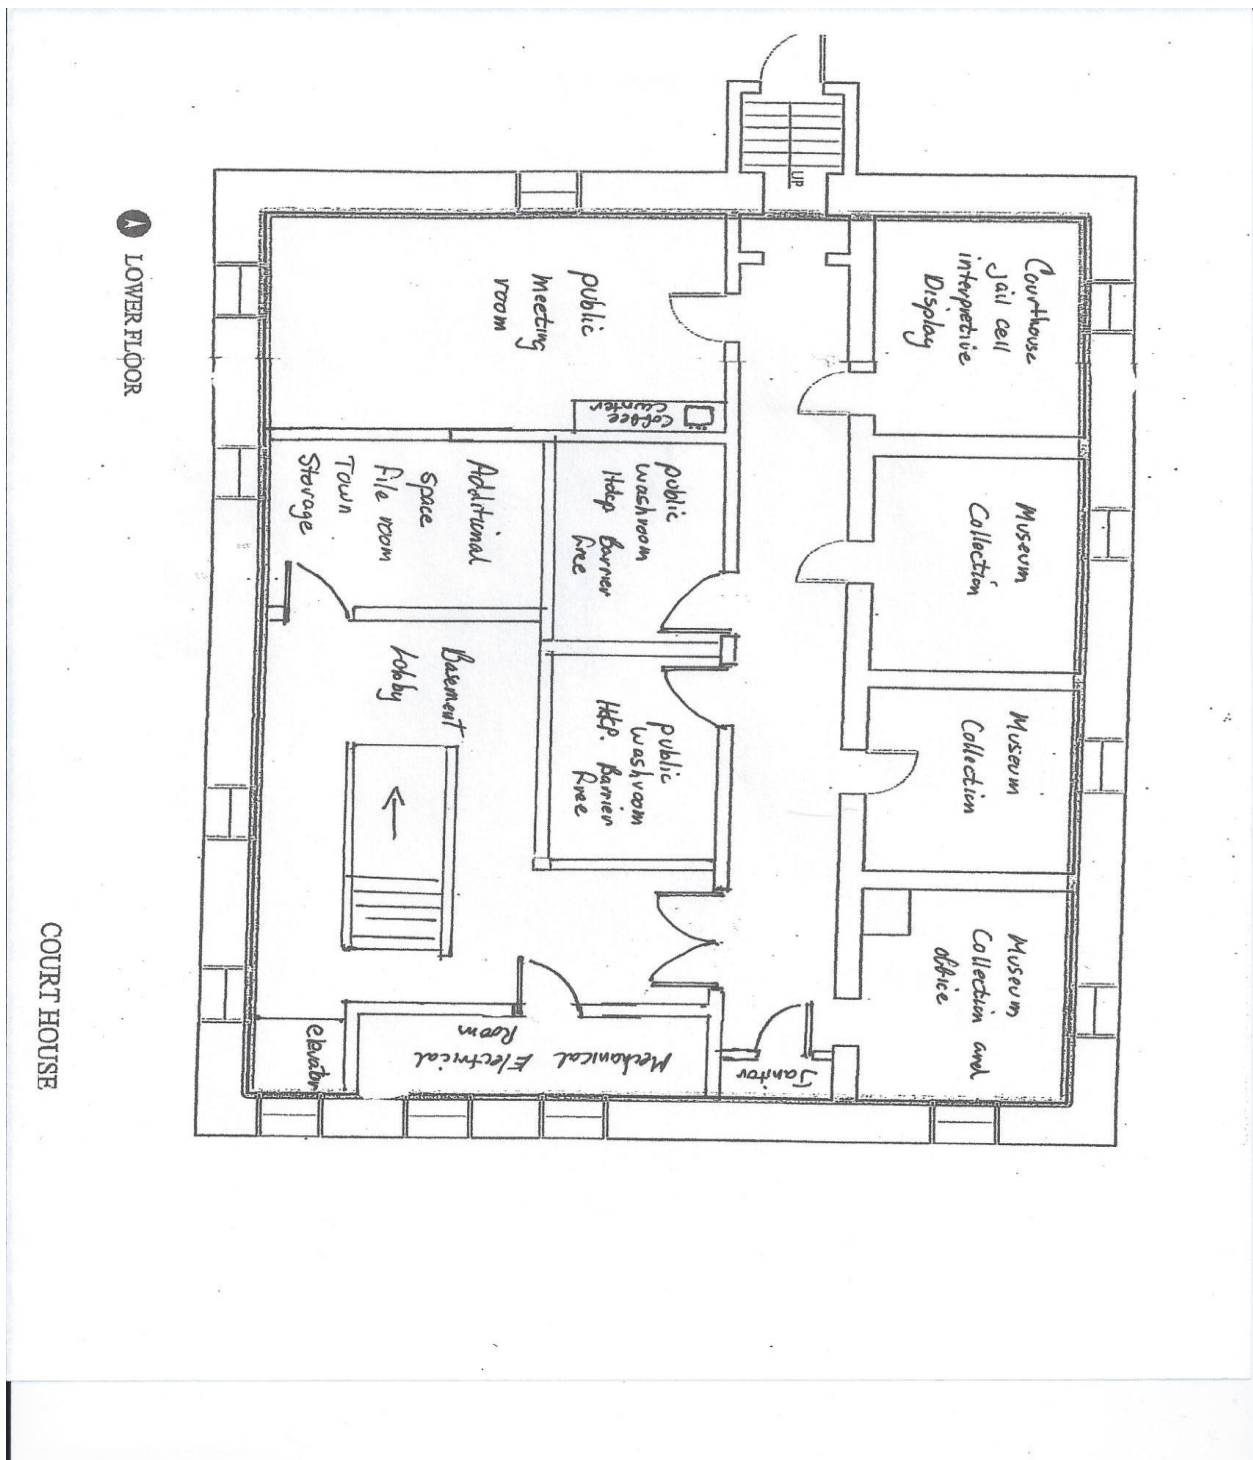 Courthouse
Jail cell
interpretive
Display
Museum
Collection
Museum
Collection
Museum
Collection and
office
UP
public
meeting
room
Coffee
Counter
public
washroom
Hdcp Barrier
free
public
washroom
Hdcp. Barrier
free
Janitor
Additional
space
file room
Town
Storage
Basement
Lobby
Mechanical Electrical
Room
elevator
LOWER FLOOR
COURT HOUSE